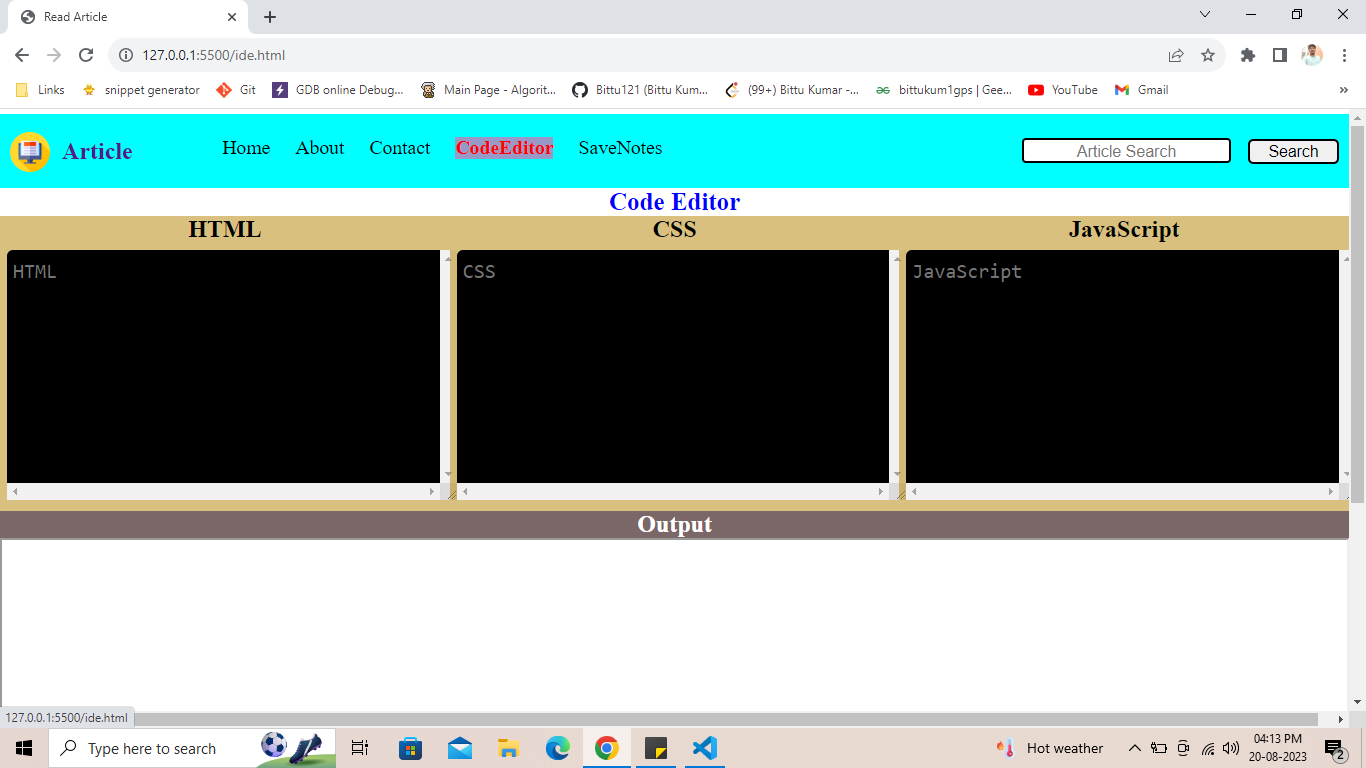 Read Article
127.0.0.1:5500/ide.html
Links snippet generator Git GDB online Debug... Main Page - Algorit... Bittu121 (Bittu Kum... (99+) Bittu Kumar -... bittukum1gps | Gee... YouTube Gmail »
Article Home About Contact CodeEditor SaveNotes Article Search Search
Code Editor
HTML CSS JavaScript
HTML CSS JavaScript
Output
127.0.0.1:5500/ide.html
Type here to search Hot weather 04:13 PM
20-08-2023 2